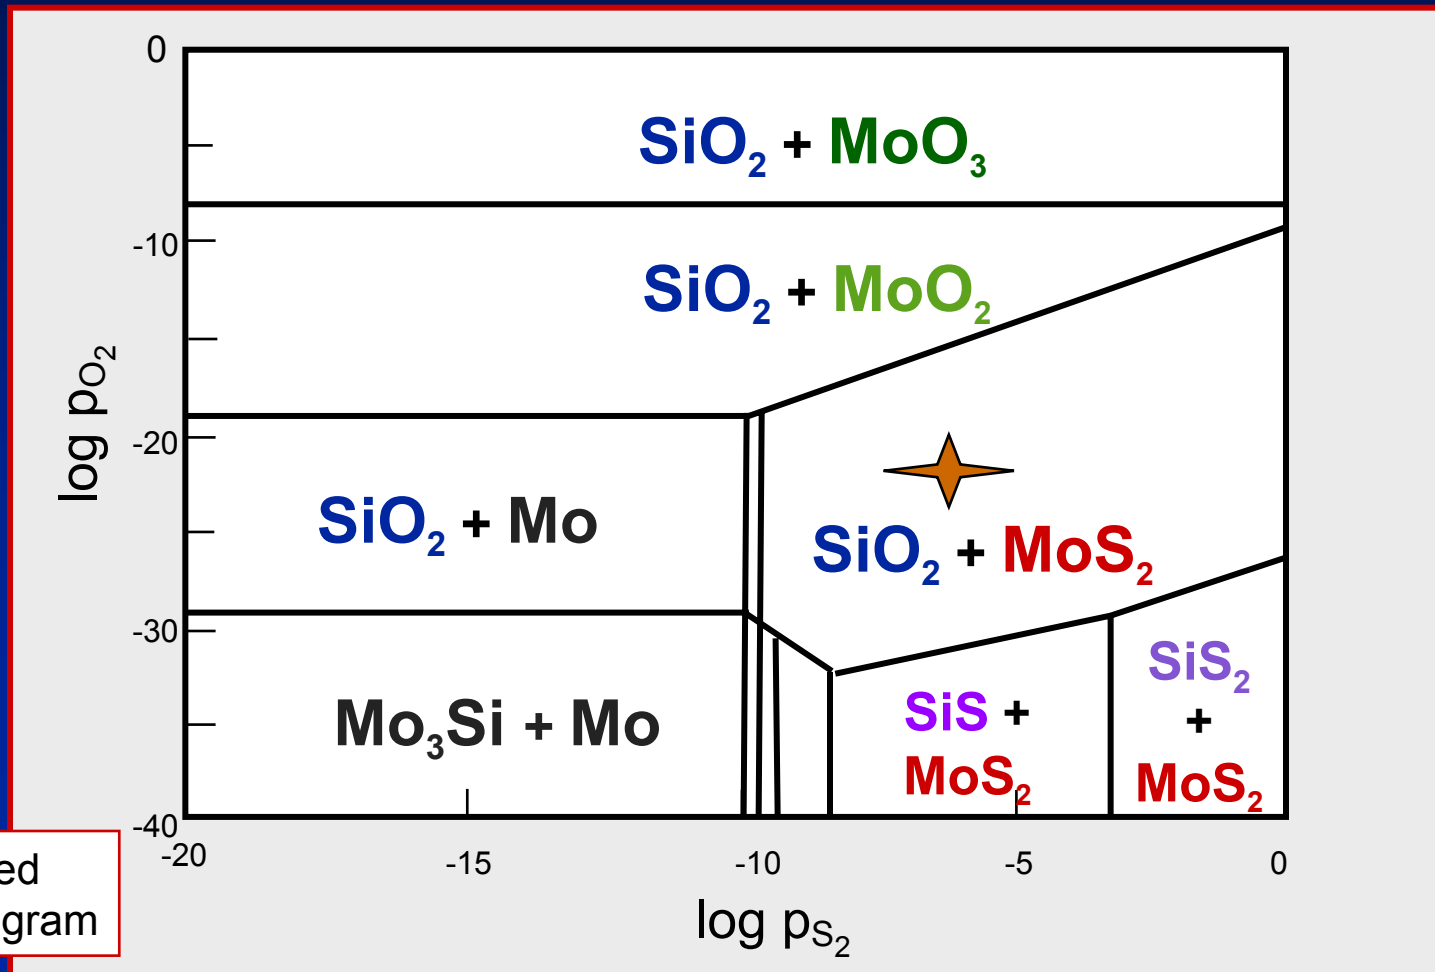 0
SiO₂ + MoO₃
-10
SiO₂ + MoO₂
log pO₂
-20
SiO₂ + Mo
SiO₂ + MoS₂
-30
SiS₂
+
MoS₂
SiS +
MoS₂
Mo₃Si + Mo
-40
-20
-15
-10
-5
0
log pS₂
ed
gram